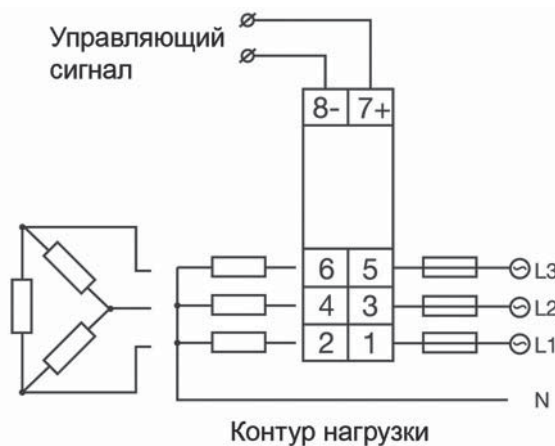 Управляющий
сигнал
8- 7+
6 5 L3
4 3 L2
2 1 L1
N
Контур нагрузки